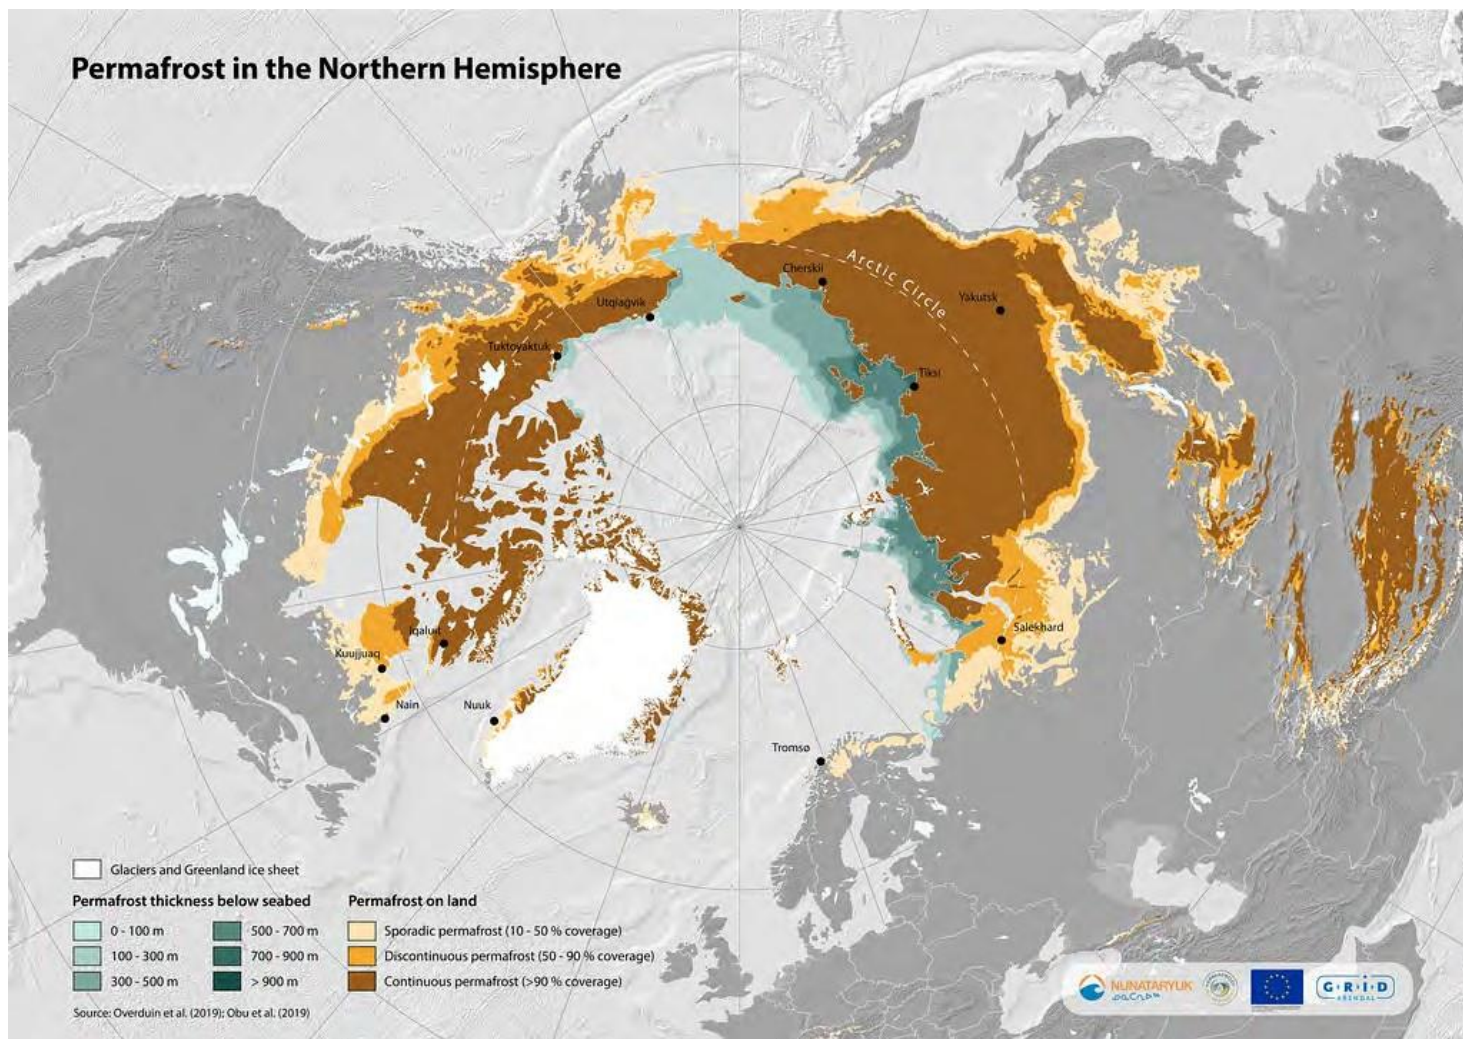 Permafrost in the Northern Hemisphere
Arctic Circle
Cherskii
Yakutsk
Utqiagvik
Tuktoyaktuk
Tiksi
Iqaluit
Kuujjuaq
Salekhard
Nain
Nuuk
Tromsø
Glaciers and Greenland ice sheet
Permafrost thickness below seabed
0 - 100 m
100 - 300 m
300 - 500 m
500 - 700 m
700 - 900 m
> 900 m
Permafrost on land
Sporadic permafrost (10 - 50 % coverage)
Discontinuous permafrost (50 - 90 % coverage)
Continuous permafrost (>90 % coverage)
Source: Overduin et al. (2019); Obu et al. (2019)
NUNATARYUK
G·R·I·D
ARENDAL